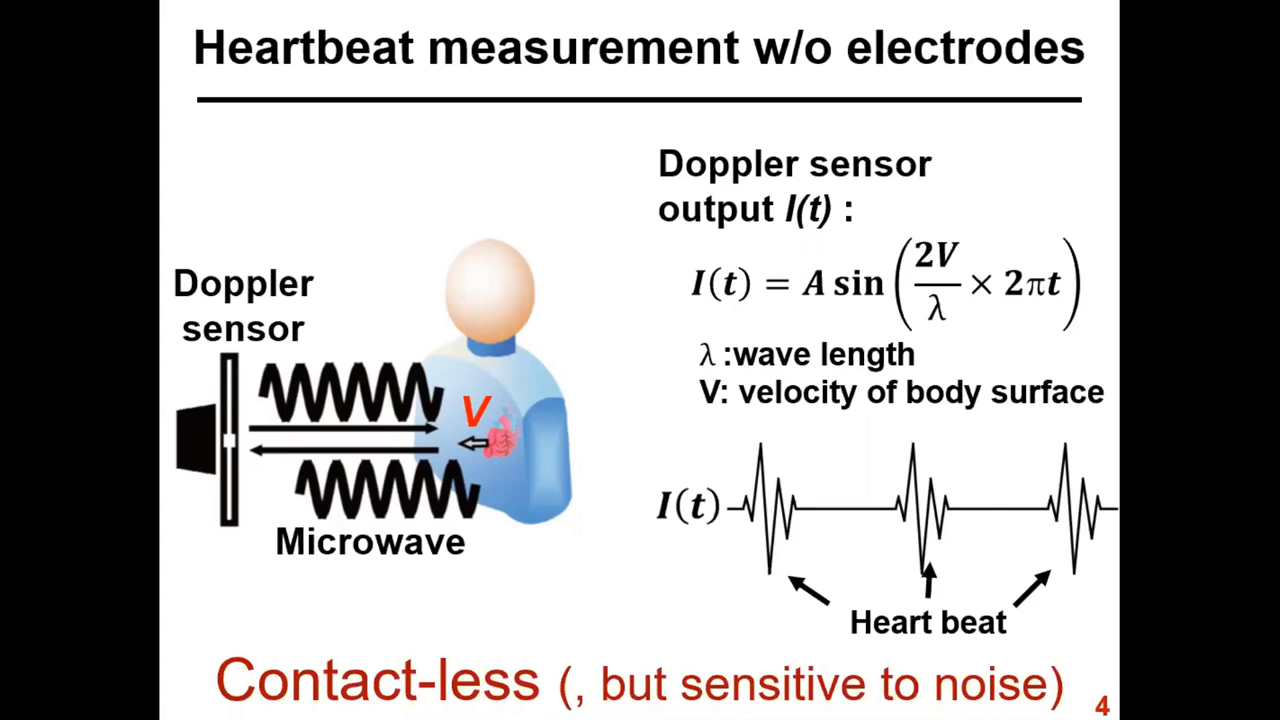 Heartbeat measurement w/o electrodes
Doppler sensor
output I(t) :
I(t) = A sin(2V/λ × 2πt)
λ :wave length
V: velocity of body surface
Doppler
sensor
V
Microwave
I(t)
Heart beat
Contact-less (, but sensitive to noise)
4